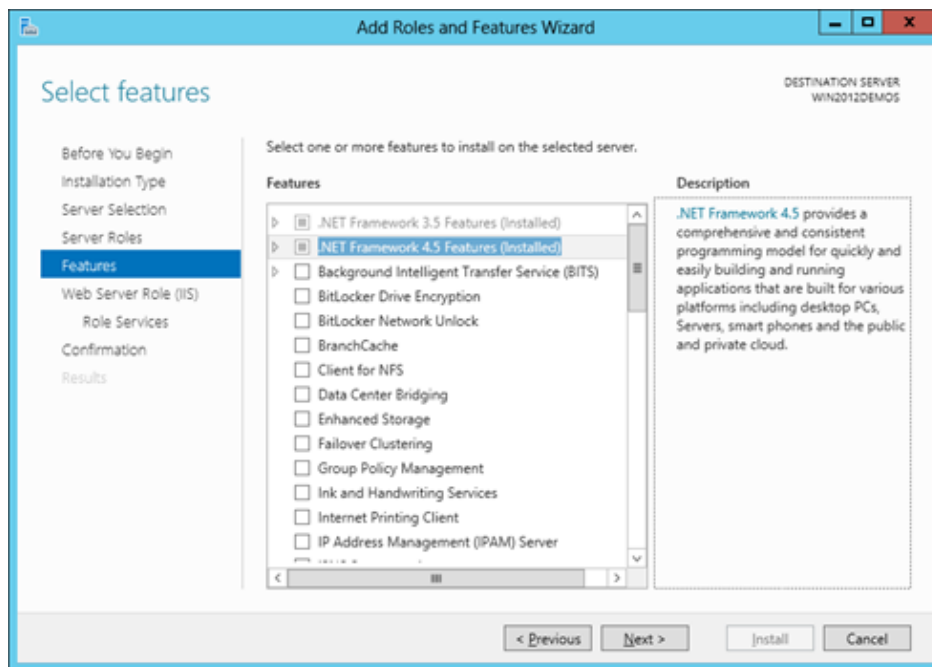 Add Roles and Features Wizard
Select features
DESTINATION SERVER
WIN2012DEMOS
Before You Begin
Installation Type
Server Selection
Server Roles
Features
Web Server Role (IIS)
Role Services
Confirmation
Results
Select one or more features to install on the selected server.
Features
.NET Framework 3.5 Features (Installed)
.NET Framework 4.5 Features (Installed)
Background Intelligent Transfer Service (BITS)
BitLocker Drive Encryption
BitLocker Network Unlock
BranchCache
Client for NFS
Data Center Bridging
Enhanced Storage
Failover Clustering
Group Policy Management
Ink and Handwriting Services
Internet Printing Client
IP Address Management (IPAM) Server
Description
.NET Framework 4.5 provides a
comprehensive and consistent
programming model for quickly and
easily building and running
applications that are built for various
platforms including desktop PCs,
Servers, smart phones and the public
and private cloud.
< Previous
Next >
Install
Cancel